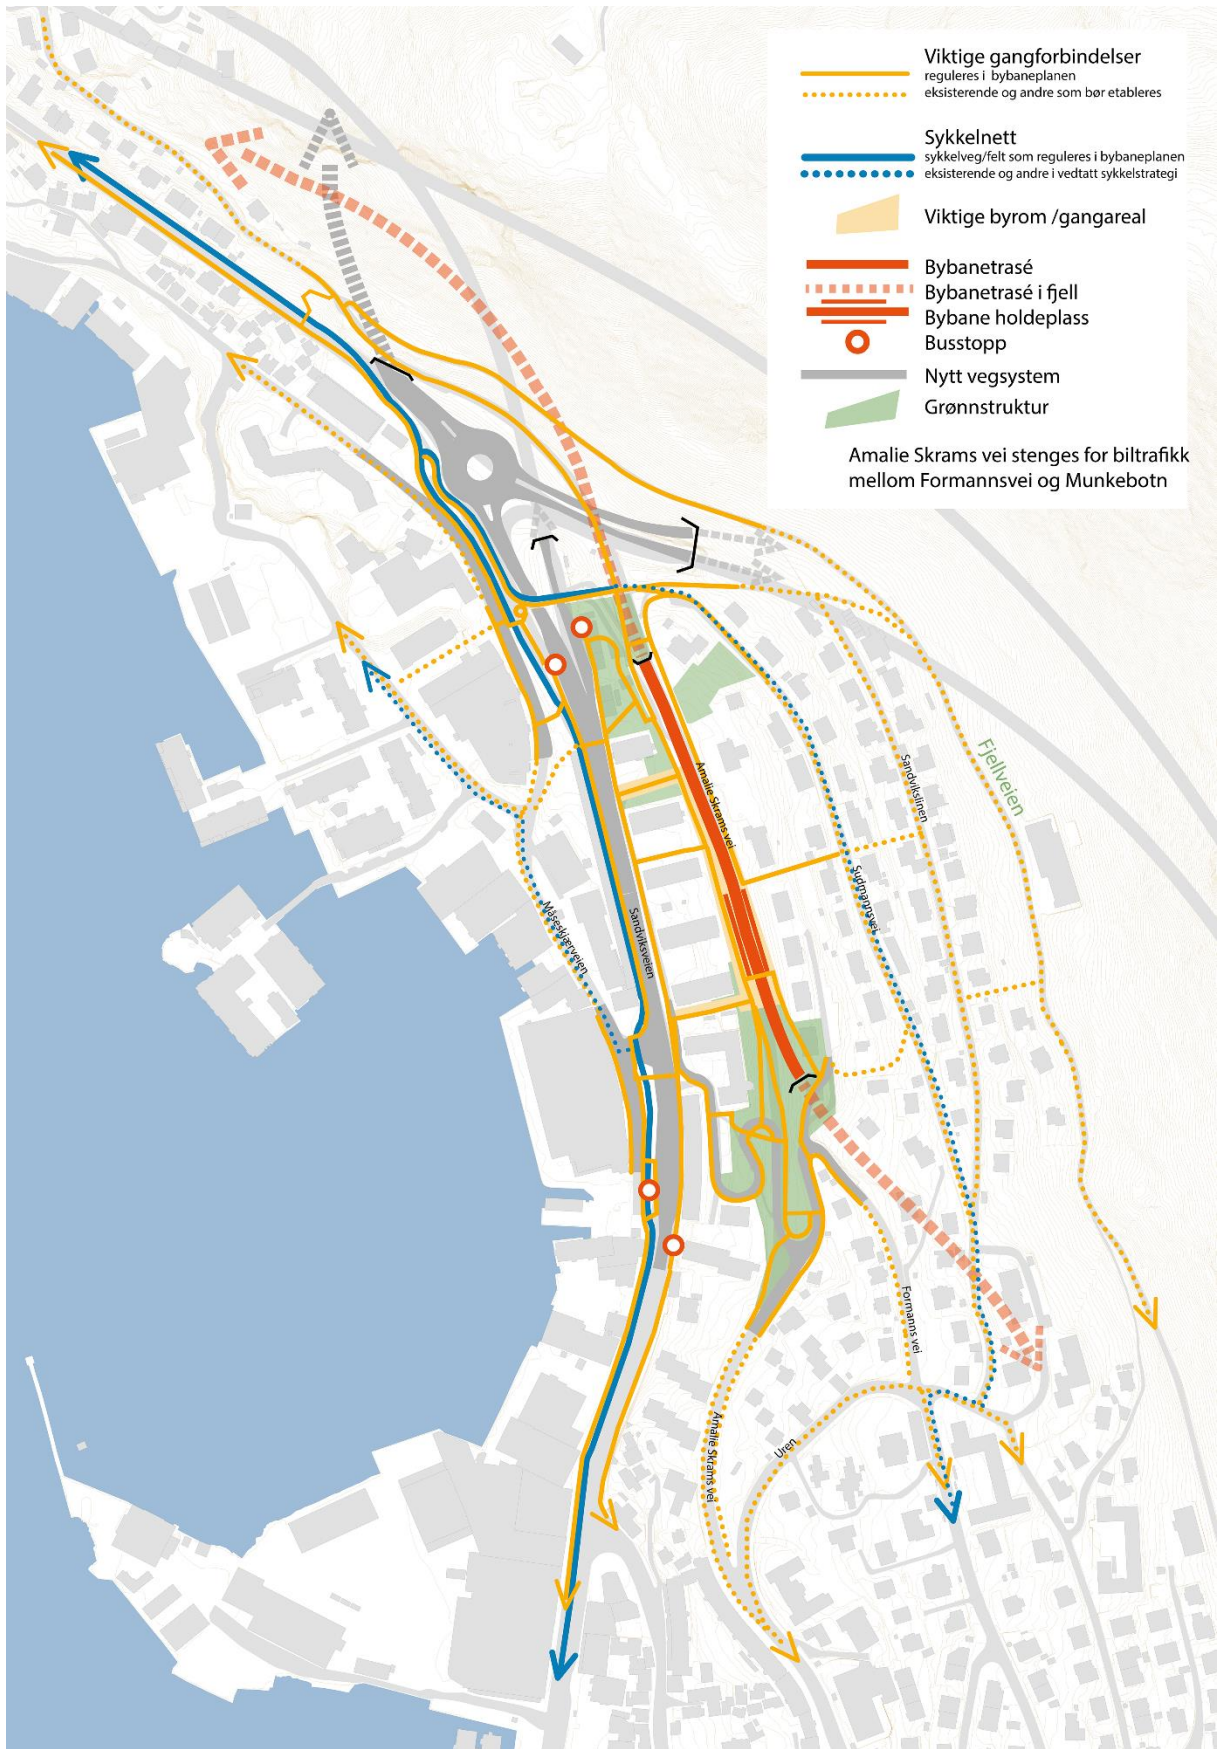 Viktige gangforbindelser
reguleres i bybaneplanen
eksisterende og andre som bør etableres
Sykkelnett
sykkelveg/felt som reguleres i bybaneplanen
eksisterende og andre i vedtatt sykkelstrategi
Viktige byrom /gangareal
Bybanetrasé
Bybanetrasé i fjell
Bybane holdeplass
Busstopp
Nytt vegsystem
Grønnstruktur
Amalie Skrams vei stenges for biltrafikk
mellom Formannsvei og Munkebotn
Fjellveien
Sandvikslinen
Amalie Skrams vei
Sudmannsvei
Måseskjærveien
Sandviksveien
Formanns vei
Amalie Skrams vei
Uren